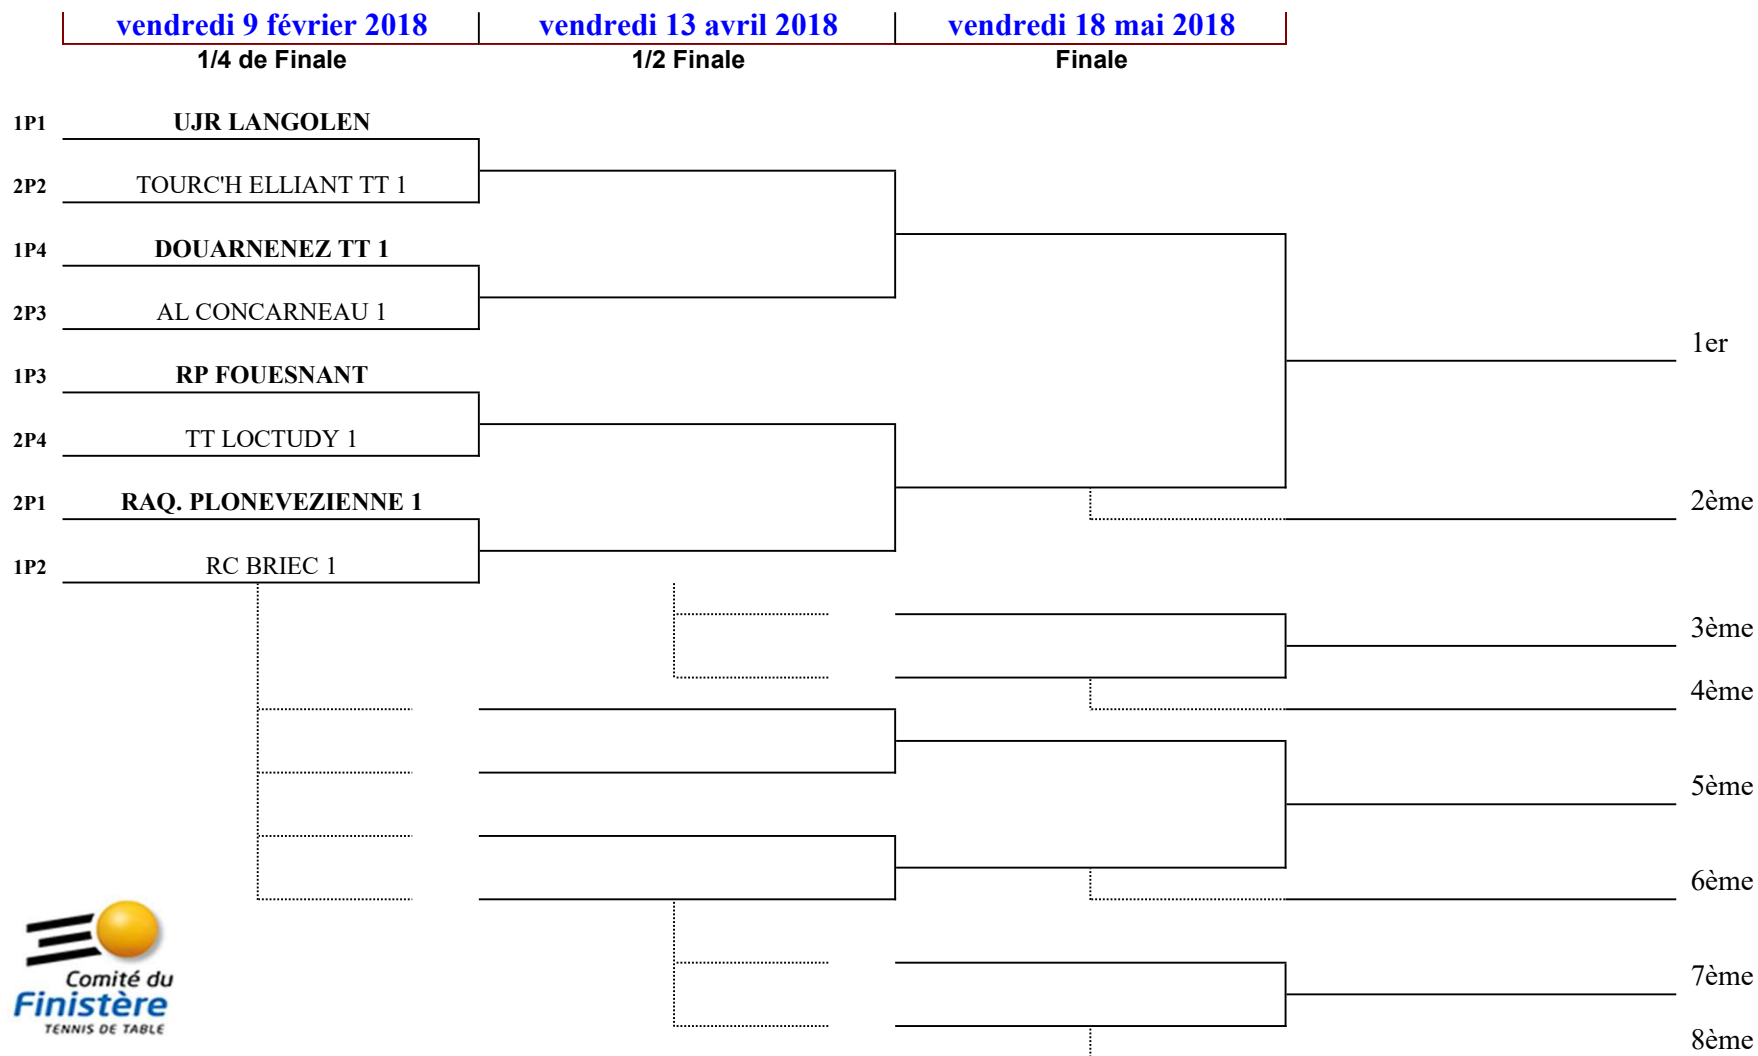 vendredi 9 février 2018 vendredi 13 avril 2018 vendredi 18 mai 2018
1/4 de Finale 1/2 Finale Finale
1P1 UJR LANGOLEN
2P2 TOURC'H ELLIANT TT 1
1P4 DOUARNENEZ TT 1
2P3 AL CONCARNEAU 1
1er
1P3 RP FOUESNANT
2P4 TT LOCTUDY 1
2P1 RAQ. PLONEVEZIENNE 1
2ème
1P2 RC BRIEC 1
3ème
4ème
5ème
6ème
7ème
8ème
Comité du
Finistère
TENNIS DE TABLE